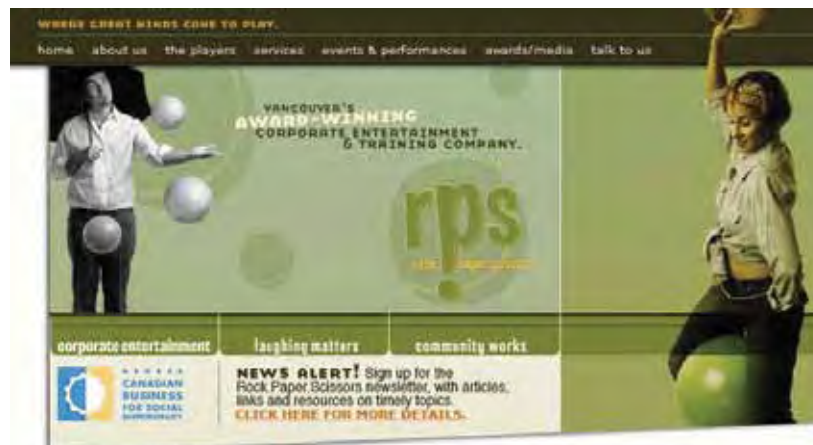 WHERE GREAT MINDS COME TO PLAY.
home about us the players services events & performances awards/media talk to us
VANCOUVER'S
AWARD-WINNING
CORPORATE ENTERTAINMENT
& TRAINING COMPANY.
rps
corporate entertainment laughing matters community works
CANADIAN
BUSINESS
FOR SOCIAL
RESPONSIBILITY
NEWS ALERT! Sign up for the
Rock.Paper.Scissors newsletter, with articles,
links and resources on timely topics.
CLICK HERE FOR MORE DETAILS.